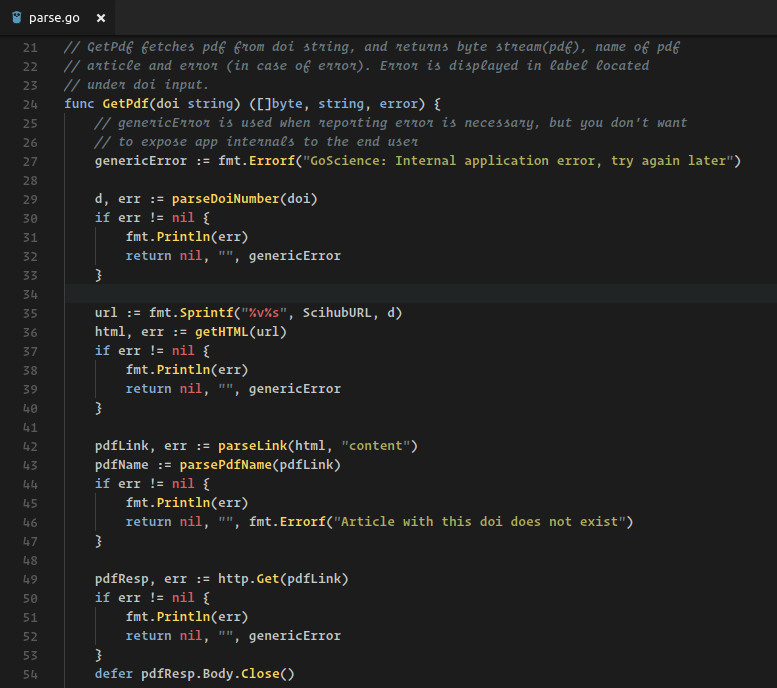 parse.go ×
21 // GetPdf fetches pdf from doi string, and returns byte stream(pdf), name of pdf
22 // article and error (in case of error). Error is displayed in label located
23 // under doi input.
24 func GetPdf(doi string) ([]byte, string, error) {
25     // genericError is used when reporting error is necessary, but you don't want
26     // to expose app internals to the end user
27     genericError := fmt.Errorf("GoScience: Internal application error, try again later")
28
29     d, err := parseDoiNumber(doi)
30     if err != nil {
31         fmt.Println(err)
32         return nil, "", genericError
33     }
34
35     url := fmt.Sprintf("%v%s", ScihubURL, d)
36     html, err := getHTML(url)
37     if err != nil {
38         fmt.Println(err)
39         return nil, "", genericError
40     }
41
42     pdfLink, err := parseLink(html, "content")
43     pdfName := parsePdfName(pdfLink)
44     if err != nil {
45         fmt.Println(err)
46         return nil, "", fmt.Errorf("Article with this doi does not exist")
47     }
48
49     pdfResp, err := http.Get(pdfLink)
50     if err != nil {
51         fmt.Println(err)
52         return nil, "", genericError
53     }
54     defer pdfResp.Body.Close()